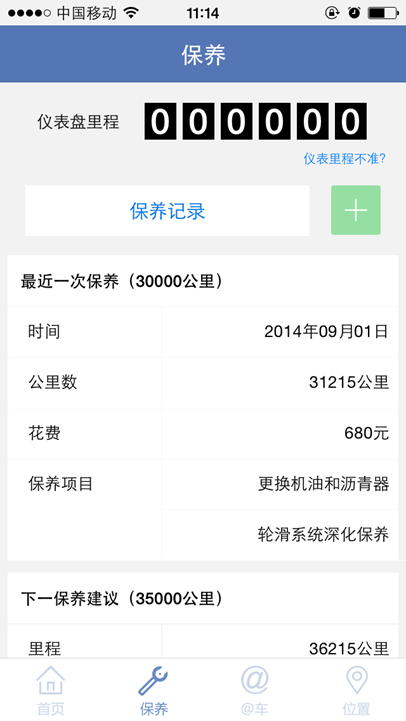 中国移动 11:14
保养
仪表盘里程 000000
仪表里程不准?
保养记录
最近一次保养（30000公里）
时间 2014年09月01日
公里数 31215公里
花费 680元
保养项目 更换机油和沥青器
轮滑系统深化保养
下一保养建议（35000公里）
里程 36215公里
首页 保养 @车 位置